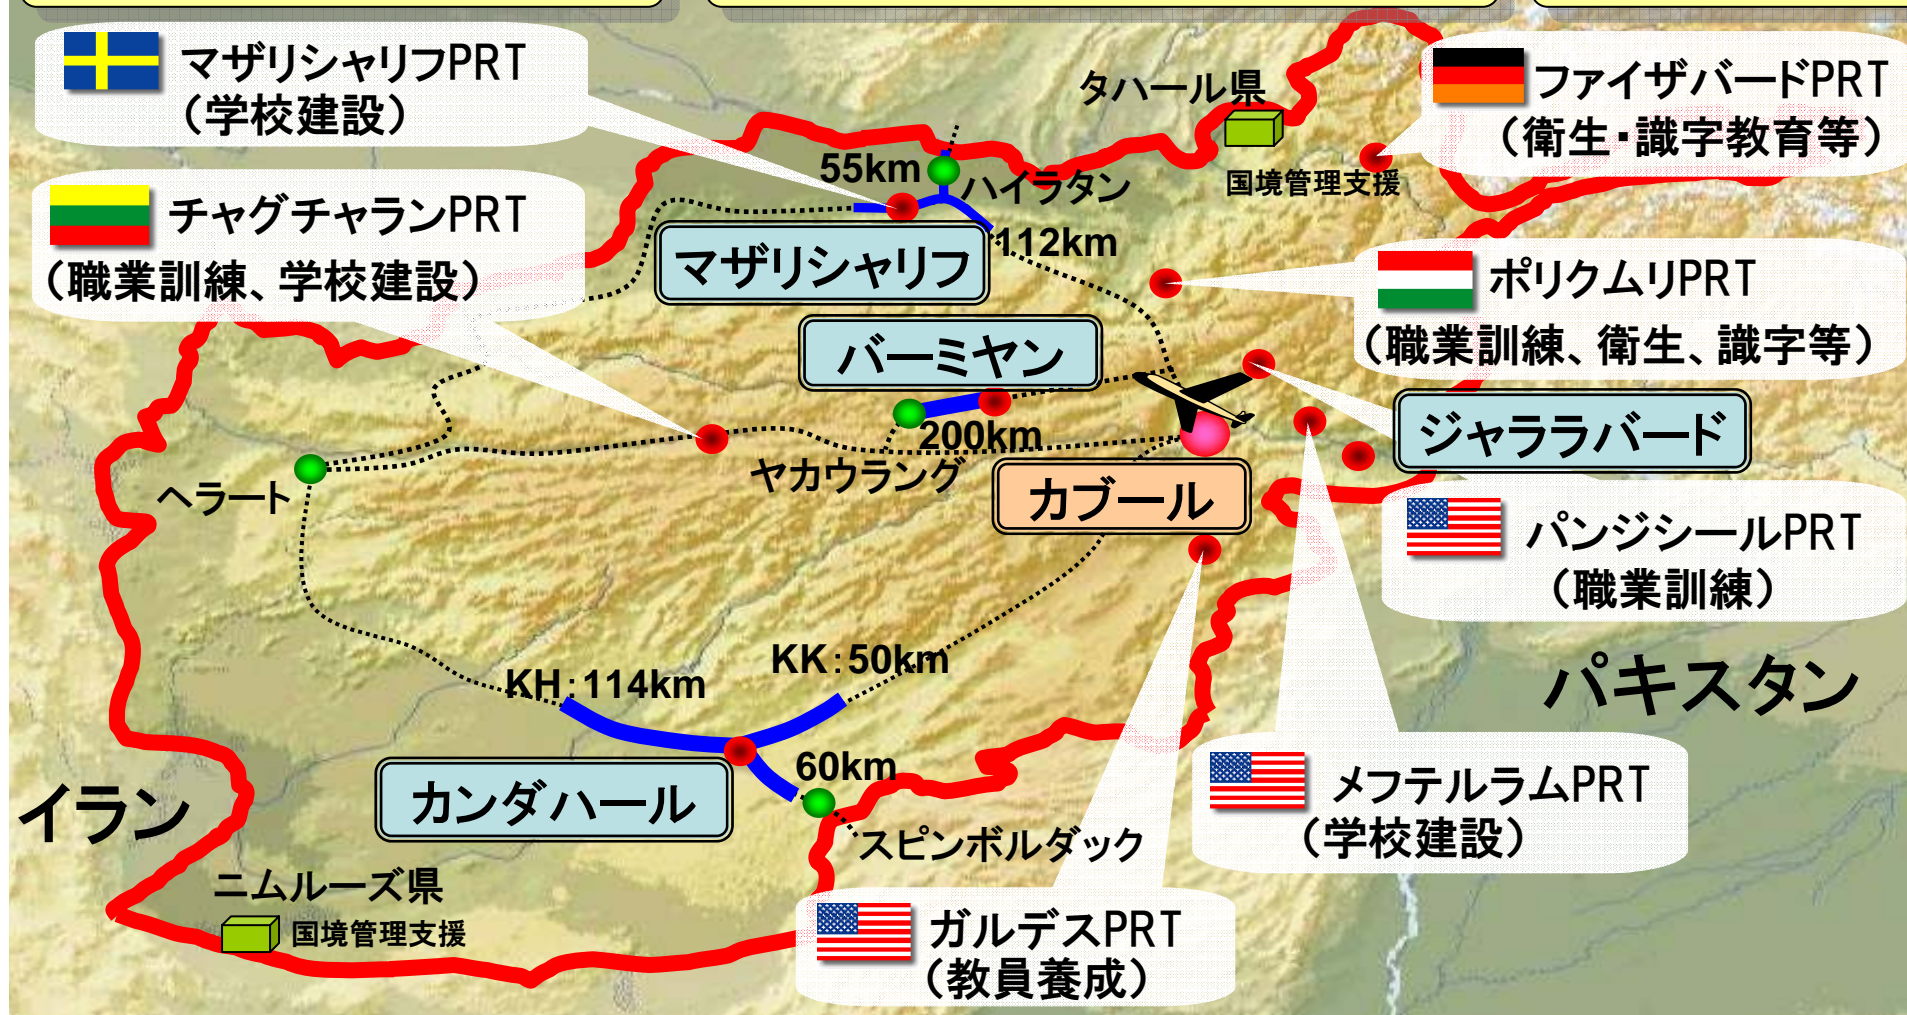 マザリシャリフPRT
（学校建設）
タハール県
国境管理支援
ファイザバードPRT
（衛生・識字教育等）
55km
ハイラタン
チャグチャランPRT
（職業訓練、学校建設）
マザリシャリフ
112km
ポリクムリPRT
（職業訓練、衛生、識字等）
バーミヤン
200km
ヤカウラング
ジャララバード
ヘラート
カブール
パンジシールPRT
（職業訓練）
KH：114km
KK：50km
パキスタン
60km
カンダハール
スピンボルダック
メフテルラムPRT
（学校建設）
イラン
ニムルーズ県
国境管理支援
ガルデスPRT
（教員養成）